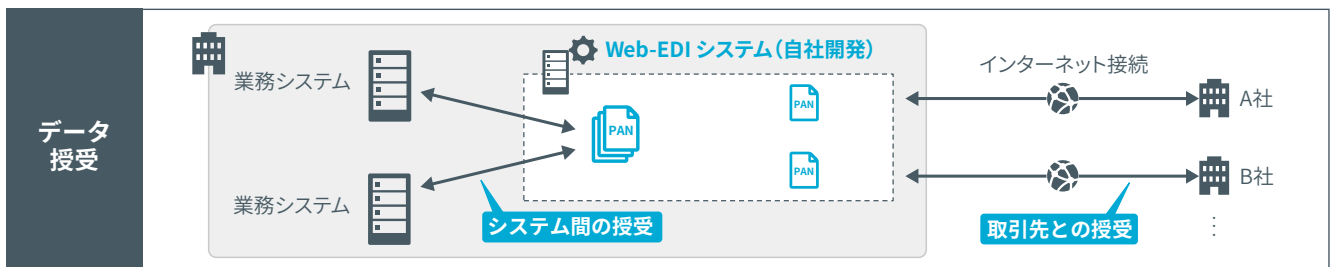 データ
授受
業務システム
業務システム
Web-EDI システム（自社開発）
PAN
PAN
PAN
システム間の授受
インターネット接続
A社
B社
取引先との授受
⋮